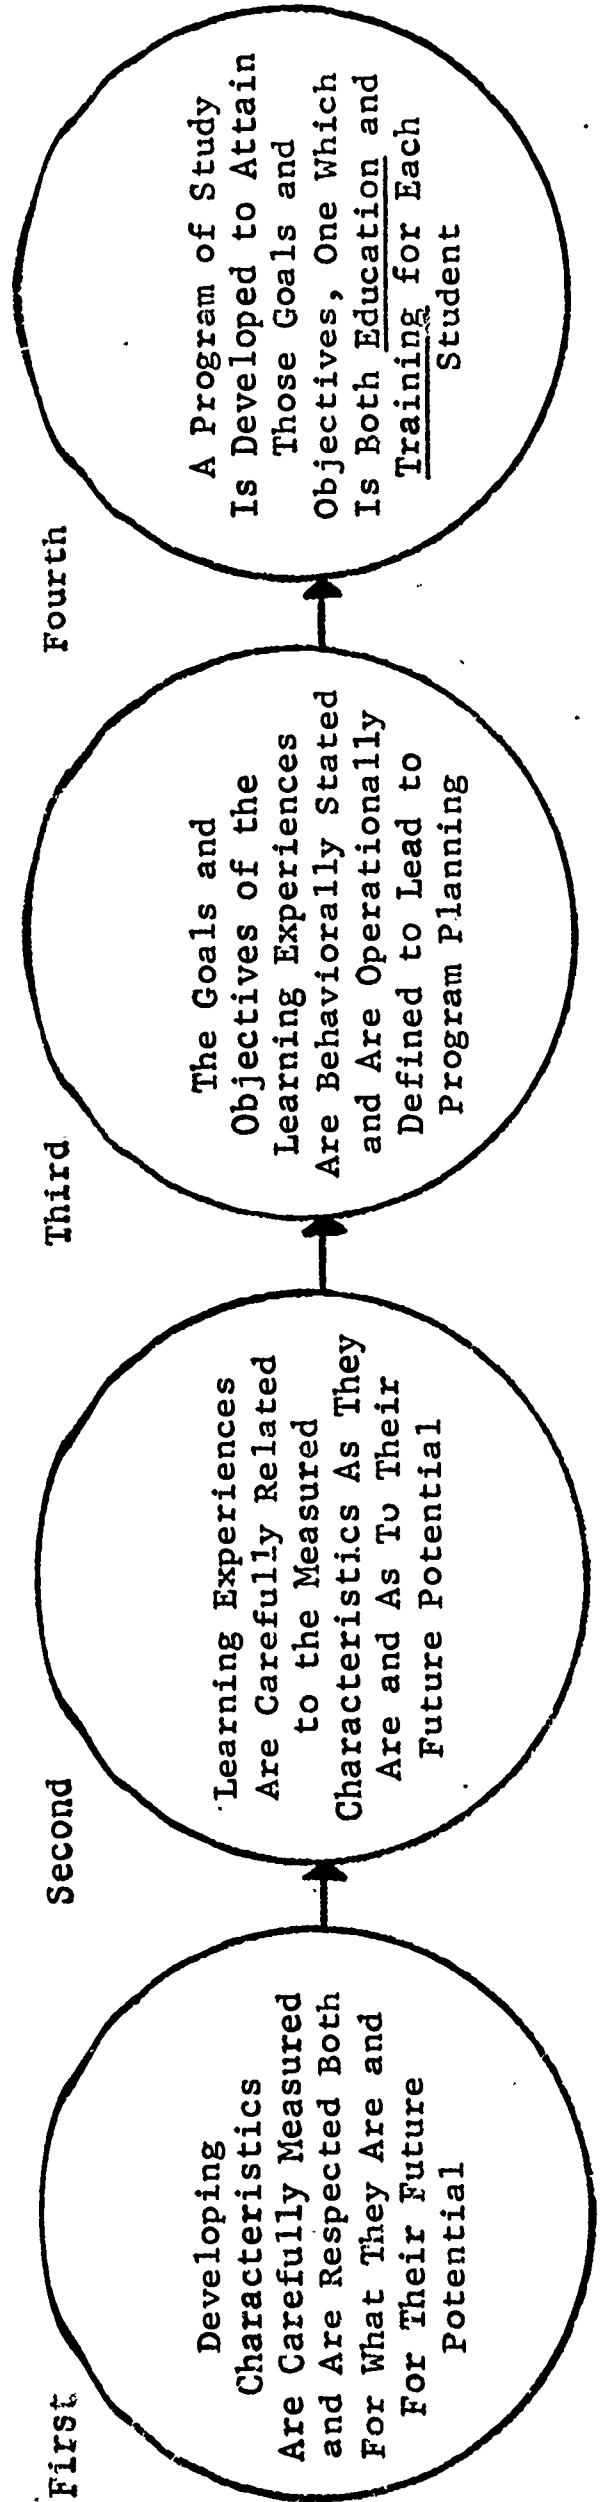 First
Developing
Characteristics
Are Carefully Measured
and Are Respected Both
For What They Are and
For Their Future
Potential
Second
Learning Experiences
Are Carefully Related
to the Measured
Characteristics As They
Are and As To Their
Future Potential
Third
The Goals and
Objectives of the
Learning Experiences
Are Behaviorally Stated
and Are Operationally
Defined to Lead to
Program Planning
Fourth
A Program of Study
Is Developed to Attain
Those Goals and
Objectives, One Which
Is Both Education and
Training for Each
Student